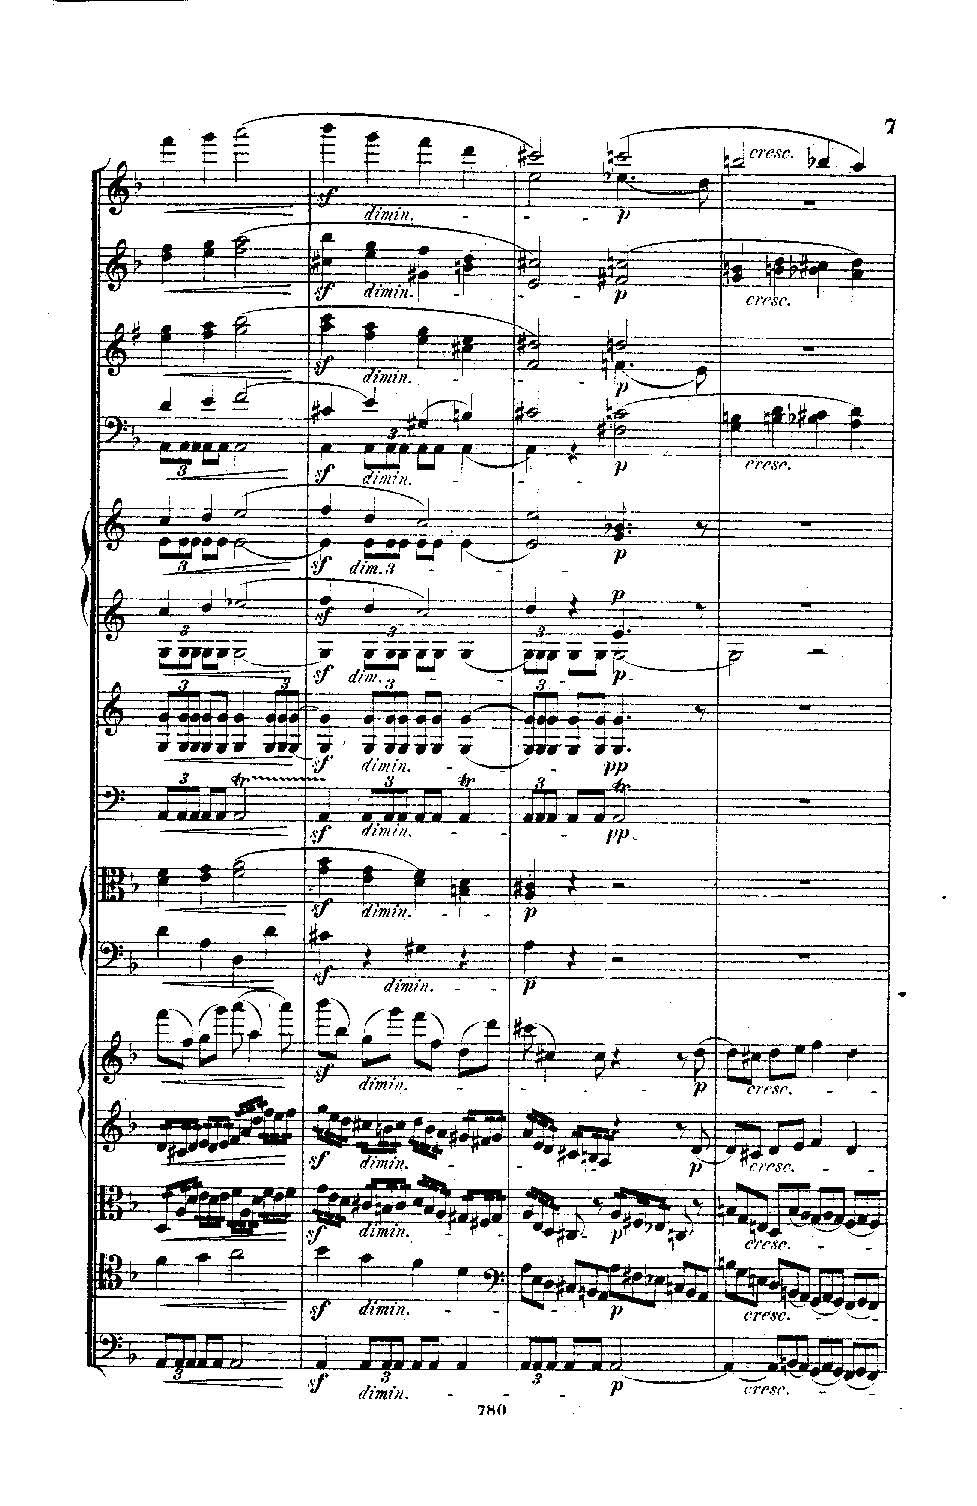 7
cresc.
sf
dimin.
p
sf
dimin.
p
cresc.
sf
dimin.
p
3
3
sf
dimin.
p
cresc.
3
sf
dim. 3
p
3
sf
3
3
p
sf
dim.
p
3
3
3
3
sf
dimin.
pp
3
tr
3
tr
3
tr
sf
dimin.
pp
sf
dimin.
p
sf
dimin.
p
sf
dimin.
p
cresc.
sf
dimin.
p
cresc.
sf
dimin.
p
cresc.
sf
dimin.
p
cresc.
3
3
3
sf
dimin.
p
cresc.
780